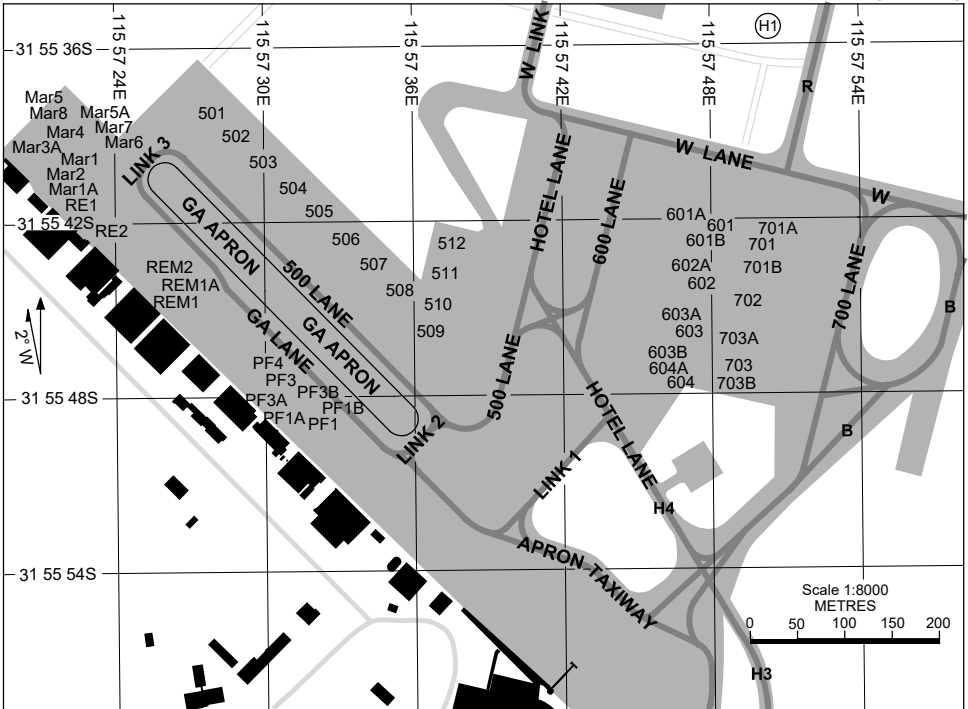 115 57 24E
115 57 30E
115 57 36E
115 57 42E
115 57 48E
115 57 54E
H1
31 55 36S
W LINK
R
Mar5
Mar8
Mar5A
Mar4
Mar7
Mar3A
Mar6
Mar1
Mar2
Mar1A
RE1
31 55 42S
RE2
LINK 3
501
502
503
504
505
506
507
508
509
510
511
512
W LANE
W
HOTEL LANE
600 LANE
601A
601
601B
602A
602
603A
603
603B
604A
604
701A
701
701B
702
703A
703
703B
700 LANE
B
GA APRON
500 LANE
GA LANE
GA APRON
REM2
REM1A
REM1
2° W
PF4
PF3
PF3A
PF3B
PF1B
PF1A
PF1
500 LANE
31 55 48S
LINK 2
LINK 1
HOTEL LANE
B
H4
APRON TAXIWAY
31 55 54S
Scale 1:8000
METRES
0 50 100 150 200
H3